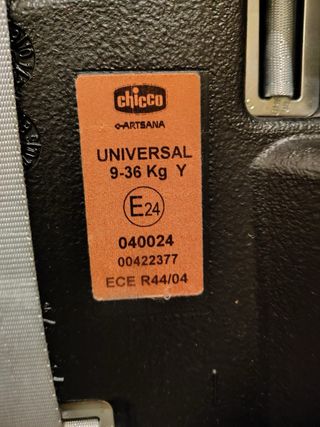 chicco
ARTSANA
UNIVERSAL
9-36 Kg Y
E24
040024
00422377
ECE R44/04